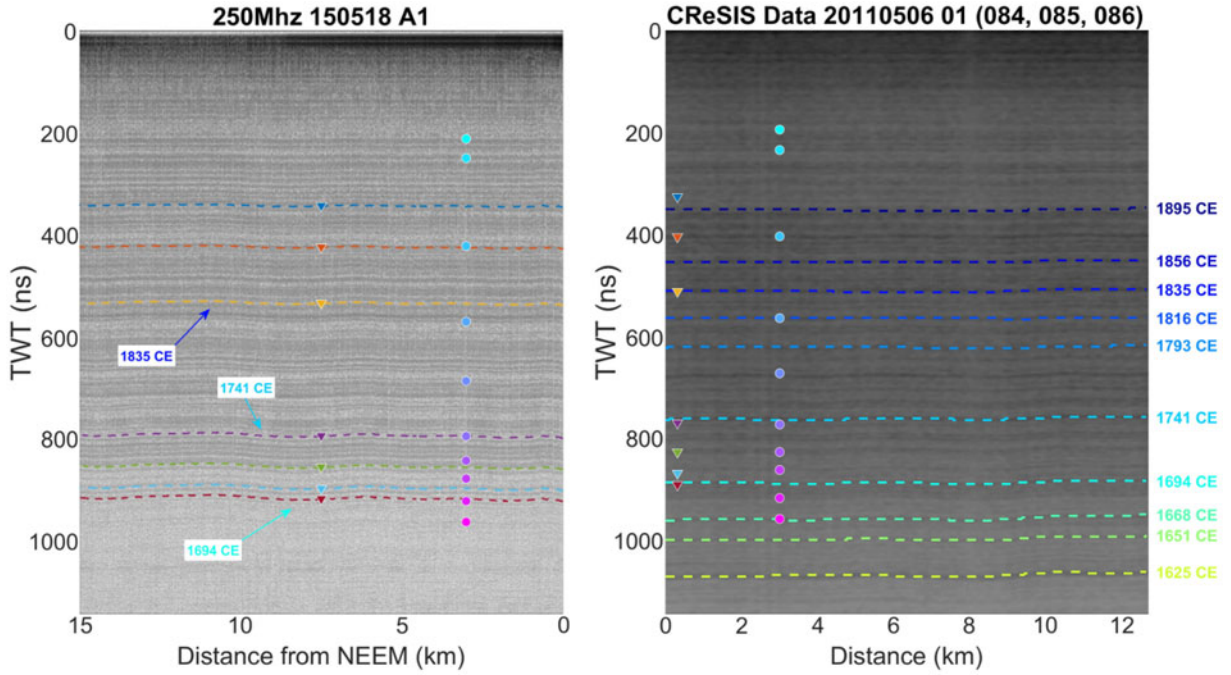 250Mhz 150518 A1
0
200
400
600
800
1000
TWT (ns)
1835 CE
1741 CE
1694 CE
15
10
5
0
Distance from NEEM (km)
CReSIS Data 20110506 01 (084, 085, 086)
0
200
400
600
800
1000
TWT (ns)
1895 CE
1856 CE
1835 CE
1816 CE
1793 CE
1741 CE
1694 CE
1668 CE
1651 CE
1625 CE
0
2
4
6
8
10
12
Distance (km)